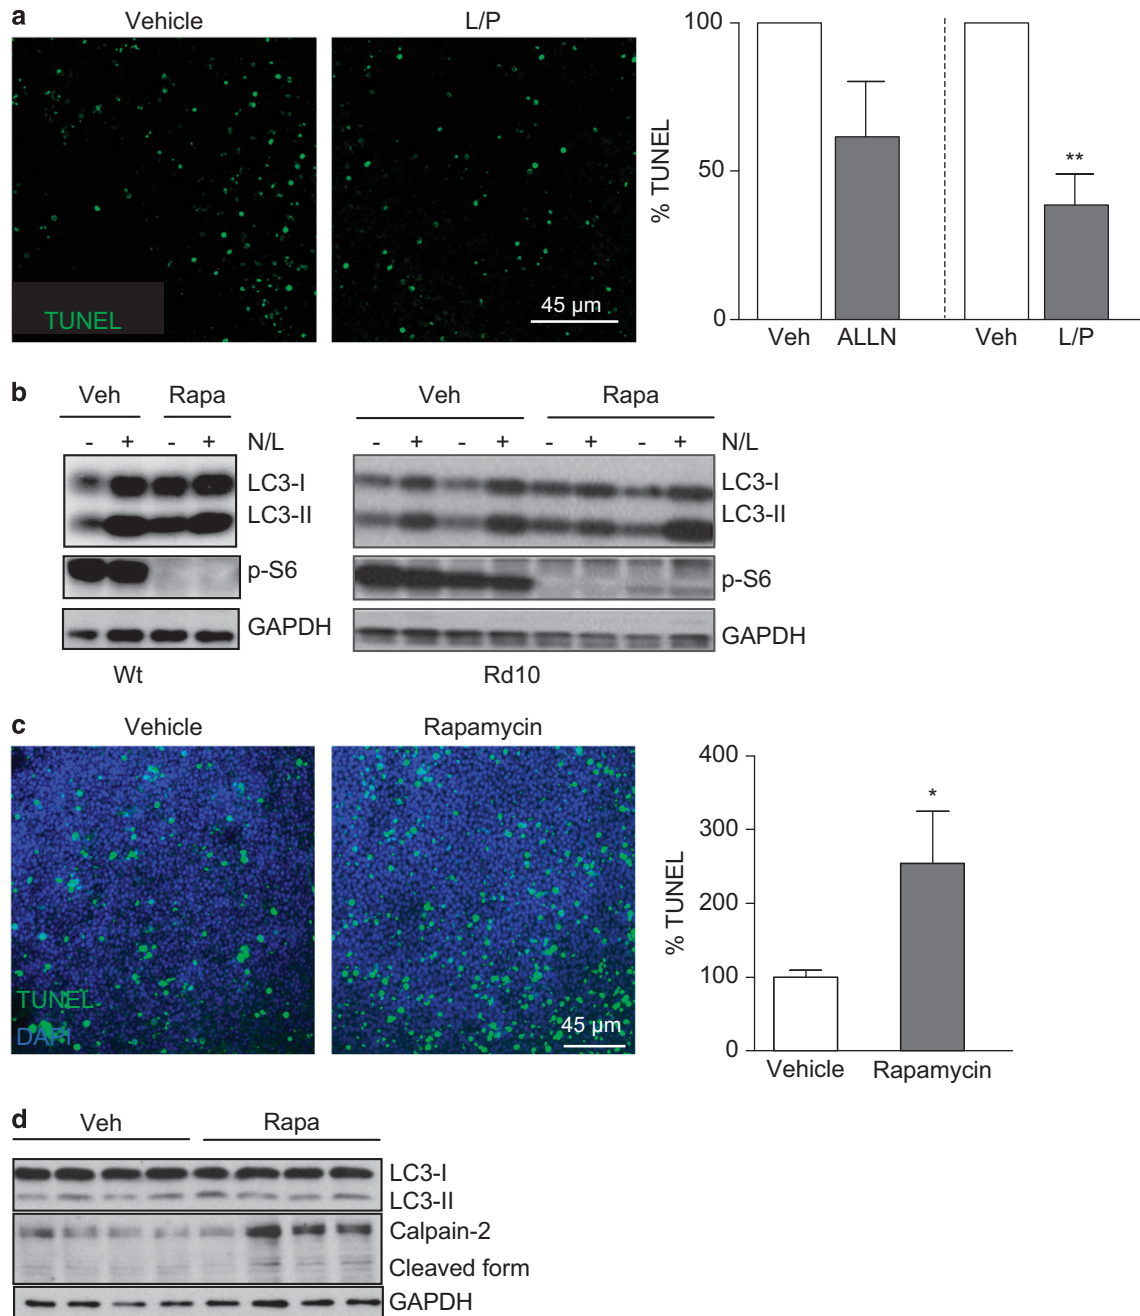 a
Vehicle
L/P
TUNEL
45 µm
% TUNEL
100
50
0
**
Veh ALLN Veh L/P
b
Veh Rapa
- + - + N/L
LC3-I
LC3-II
p-S6
GAPDH
Wt
Veh Rapa
- + - + - + - + N/L
LC3-I
LC3-II
p-S6
GAPDH
Rd10
c
Vehicle
Rapamycin
TUNEL
DAPI
45 µm
% TUNEL
400
300
200
100
0
*
Vehicle Rapamycin
d
Veh Rapa
LC3-I
LC3-II
Calpain-2
Cleaved form
GAPDH